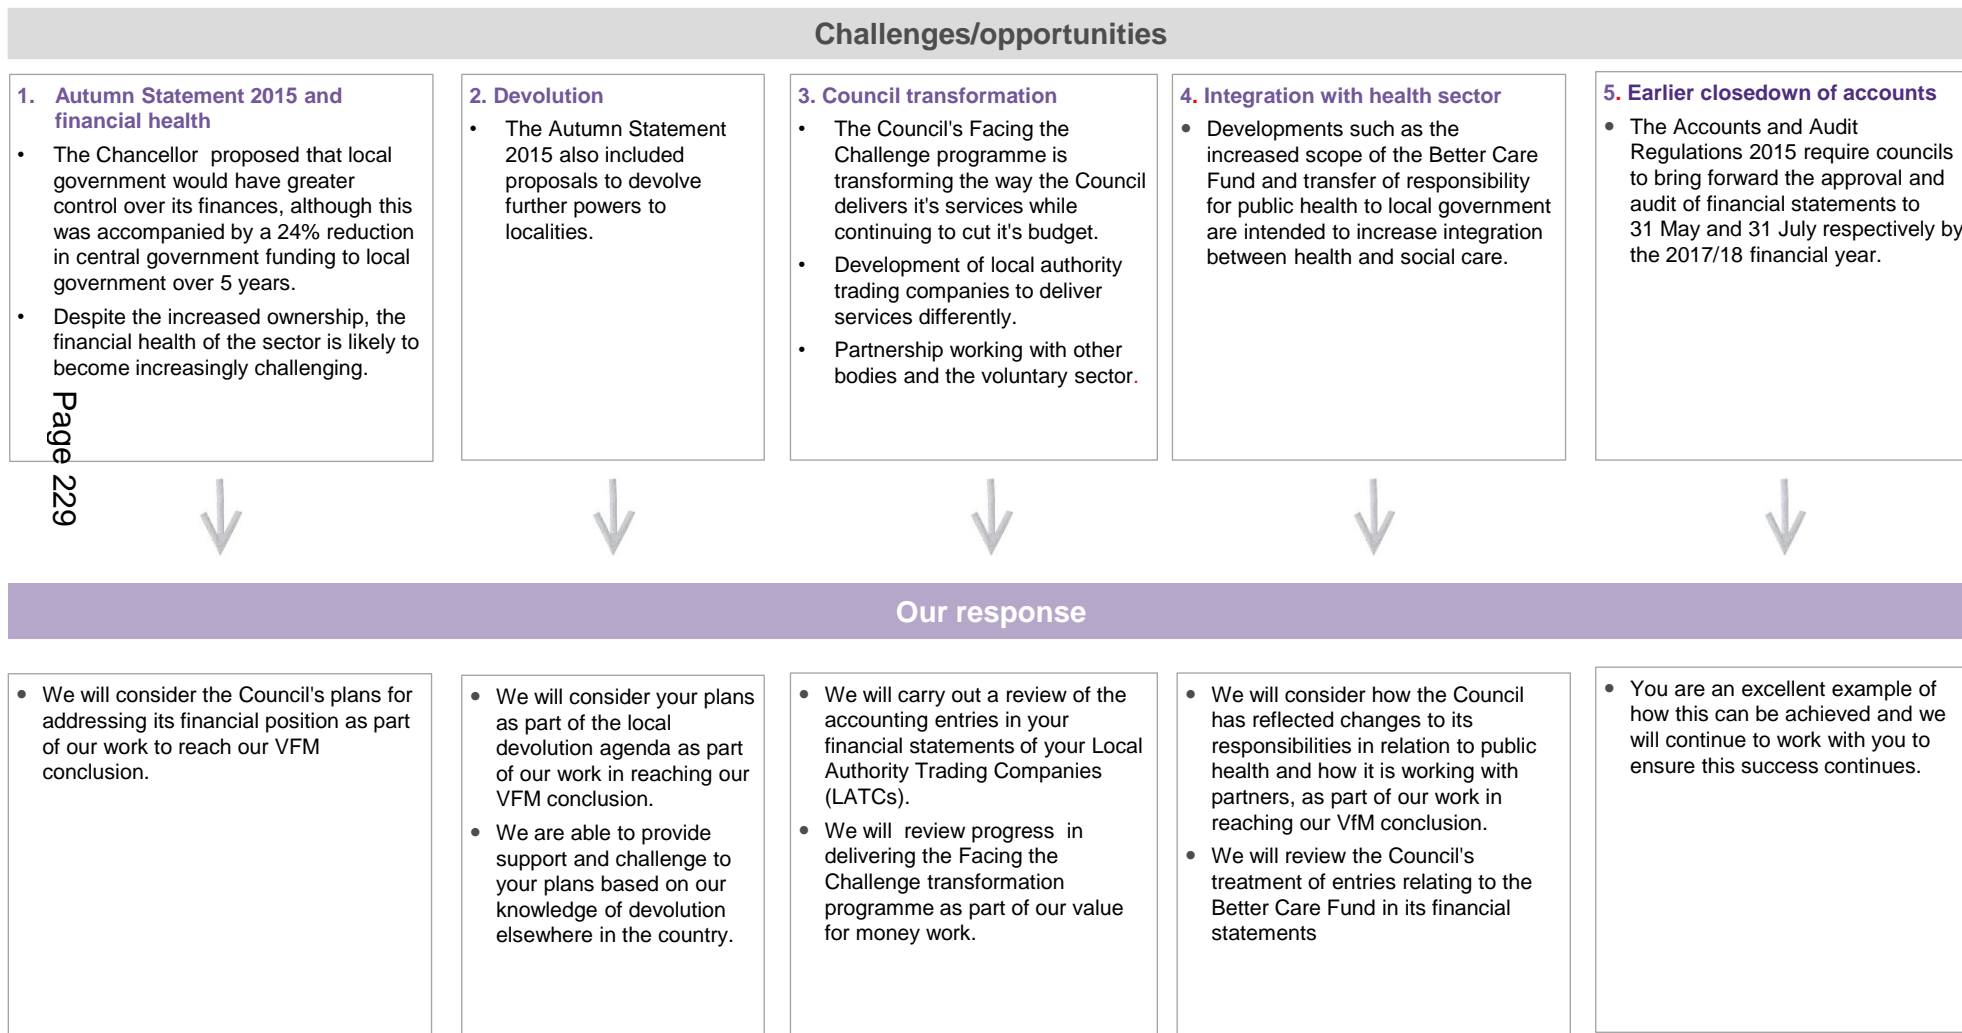 Challenges/opportunities
1. Autumn Statement 2015 and
financial health
• The Chancellor proposed that local
government would have greater
control over its finances, although this
was accompanied by a 24% reduction
in central government funding to local
government over 5 years.
• Despite the increased ownership, the
financial health of the sector is likely to
become increasingly challenging.
2. Devolution
• The Autumn Statement
2015 also included
proposals to devolve
further powers to
localities.
3. Council transformation
• The Council's Facing the
Challenge programme is
transforming the way the Council
delivers it's services while
continuing to cut it's budget.
• Development of local authority
trading companies to deliver
services differently.
• Partnership working with other
bodies and the voluntary sector.
4. Integration with health sector
• Developments such as the
increased scope of the Better Care
Fund and transfer of responsibility
for public health to local government
are intended to increase integration
between health and social care.
5. Earlier closedown of accounts
• The Accounts and Audit
Regulations 2015 require councils
to bring forward the approval and
audit of financial statements to
31 May and 31 July respectively by
the 2017/18 financial year.
Page 229
Our response
• We will consider the Council's plans for
addressing its financial position as part
of our work to reach our VFM
conclusion.
• We will consider your plans
as part of the local
devolution agenda as part
of our work in reaching our
VFM conclusion.
• We are able to provide
support and challenge to
your plans based on our
knowledge of devolution
elsewhere in the country.
• We will carry out a review of the
accounting entries in your
financial statements of your Local
Authority Trading Companies
(LATCs).
• We will review progress in
delivering the Facing the
Challenge transformation
programme as part of our value
for money work.
• We will consider how the Council
has reflected changes to its
responsibilities in relation to public
health and how it is working with
partners, as part of our work in
reaching our VfM conclusion.
• We will review the Council's
treatment of entries relating to the
Better Care Fund in its financial
statements
• You are an excellent example of
how this can be achieved and we
will continue to work with you to
ensure this success continues.